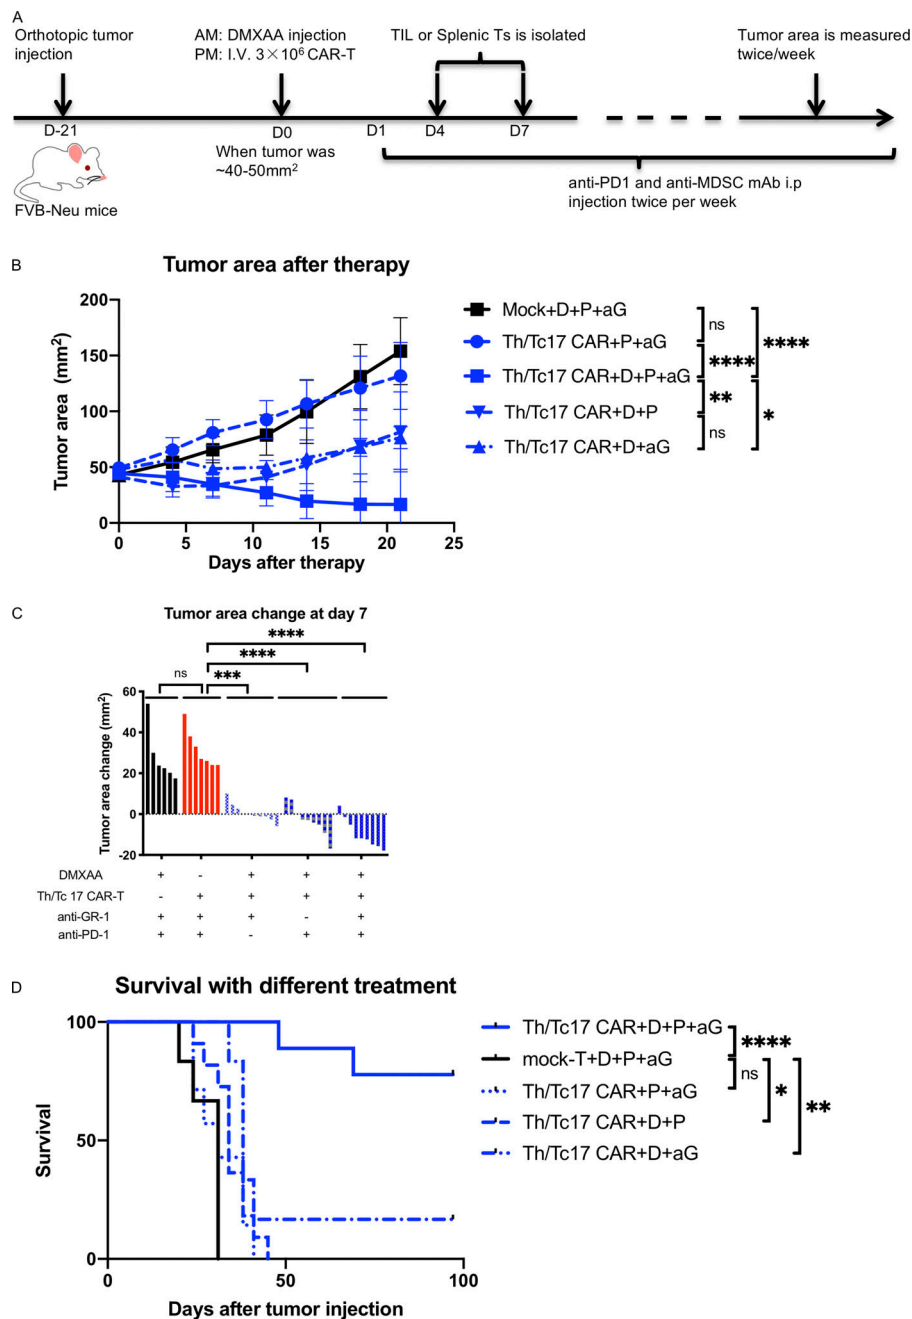 A
Orthotopic tumor
injection
AM: DMXAA injection
PM: I.V. 3×10⁶ CAR-T
TIL or Splenic Ts is isolated
Tumor area is measured
twice/week
D-21
D0
D1
D4
D7
When tumor was
~40-50mm²
anti-PD1 and anti-MDSC mAb i.p
injection twice per week
FVB-Neu mice
B
Tumor area after therapy
Tumor area (mm²)
200
150
100
50
0
0 5 10 15 20 25
Days after therapy
Mock+D+P+aG
Th/Tc17 CAR+P+aG
Th/Tc17 CAR+D+P+aG
Th/Tc17 CAR+D+P
Th/Tc17 CAR+D+aG
ns
****
**
ns
****
*
C
Tumor area change at day 7
****
****
ns
***
Tumor area change (mm²)
60
40
20
0
-20
DMXAA + - + + +
Th/Tc 17 CAR-T - + + + +
anti-GR-1 + + + - +
anti-PD-1 + + - + +
D
Survival with different treatment
Survival
100
50
0
0 50 100
Days after tumor injection
Th/Tc17 CAR+D+P+aG
mock-T+D+P+aG
Th/Tc17 CAR+P+aG
Th/Tc17 CAR+D+P
Th/Tc17 CAR+D+aG
****
ns
*
**